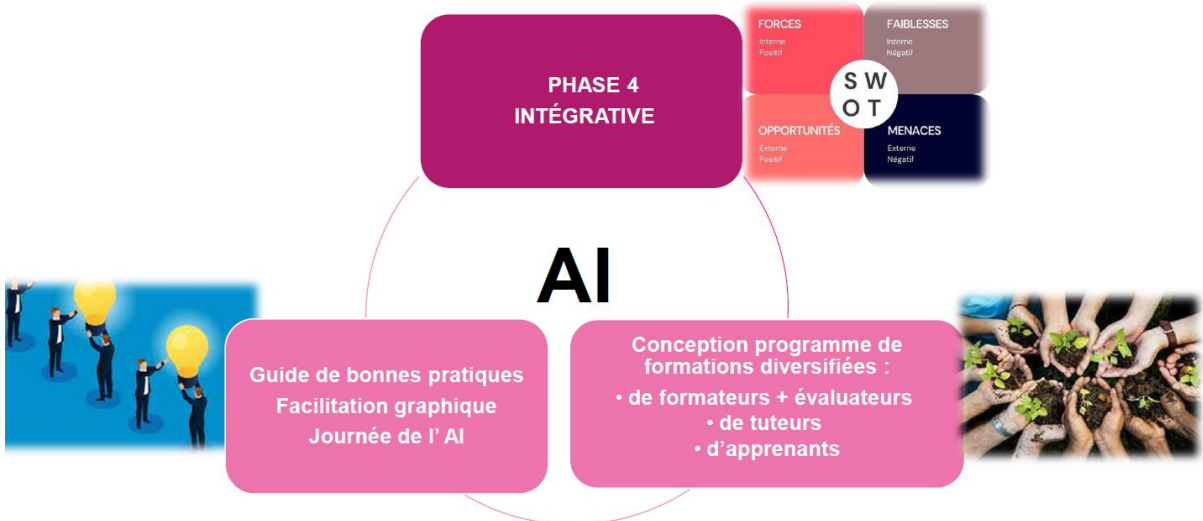 PHASE 4
INTÉGRATIVE
FORCES
Interne
Positif
FAIBLESSES
Interne
Négatif
S W
O T
OPPORTUNITÉS
Externe
Positif
MENACES
Externe
Négatif
AI
Guide de bonnes pratiques
Facilitation graphique
Journée de l' AI
Conception programme de
formations diversifiées :
• de formateurs + évaluateurs
• de tuteurs
• d'apprenants